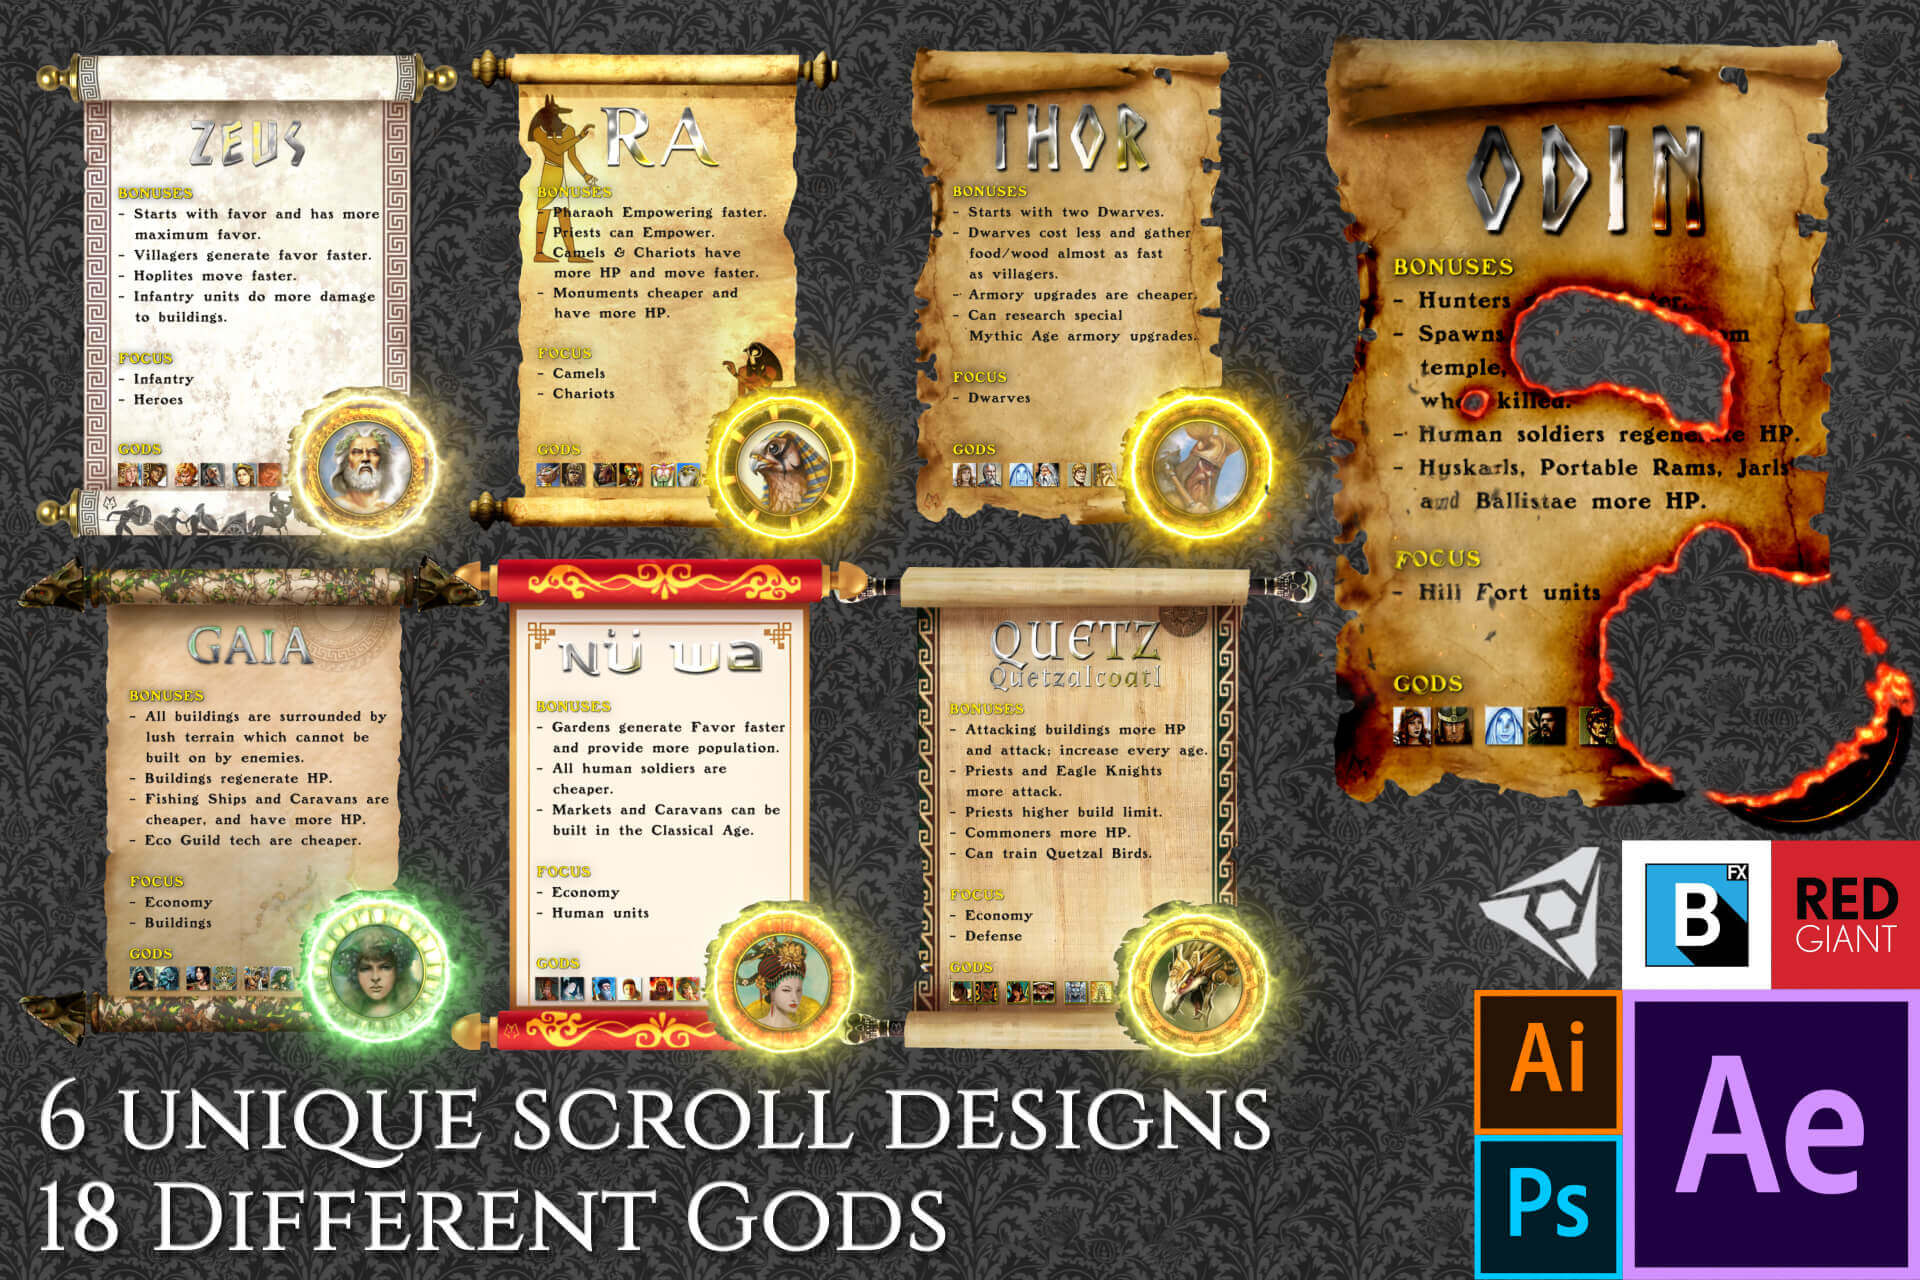 ZEUS
BONUSES
- Starts with favor and has more
maximum favor.
- Villagers generate favor faster.
- Hoplites move faster.
- Infantry units do more damage
to buildings.
FOCUS
- Infantry
- Heroes
GODS
RA
BONUSES
- Pharaoh Empowering faster.
- Priests can Empower.
- Camels & Chariots have
more HP and move faster.
- Monuments cheaper and
have more HP.
FOCUS
- Camels
- Chariots
GODS
THOR
BONUSES
- Starts with two Dwarves.
- Dwarves cost less and gather
food/wood almost as fast
as villagers.
- Armory upgrades are cheaper.
- Can research special
Mythic Age armory upgrades.
FOCUS
- Dwarves
GODS
ODIN
BONUSES
- Hunters
- Spawns
temple,
when killed.
- Human soldiers regenerate HP.
- Huskarls, Portable Rams, Jarls
and Ballistae more HP.
FOCUS
- Hill Fort units
GODS
GAIA
BONUSES
- All buildings are surrounded by
lush terrain which cannot be
built on by enemies.
- Buildings regenerate HP.
- Fishing Ships and Caravans are
cheaper, and have more HP.
- Eco Guild tech are cheaper.
FOCUS
- Economy
- Buildings
GODS
NÜ WA
BONUSES
- Gardens generate Favor faster
and provide more population.
- All human soldiers are
cheaper.
- Markets and Caravans can be
built in the Classical Age.
FOCUS
- Economy
- Human units
GODS
QUETZ
Quetzalcoatl
BONUSES
- Attacking buildings more HP
and attack; increase every age.
- Priests and Eagle Knights
more attack.
- Priests higher build limit.
- Commoners more HP.
- Can train Quetzal Birds.
FOCUS
- Economy
- Defense
GODS
B FX
RED
GIANT
Ai
Ps
Ae
6 UNIQUE SCROLL DESIGNS
18 DIFFERENT GODS